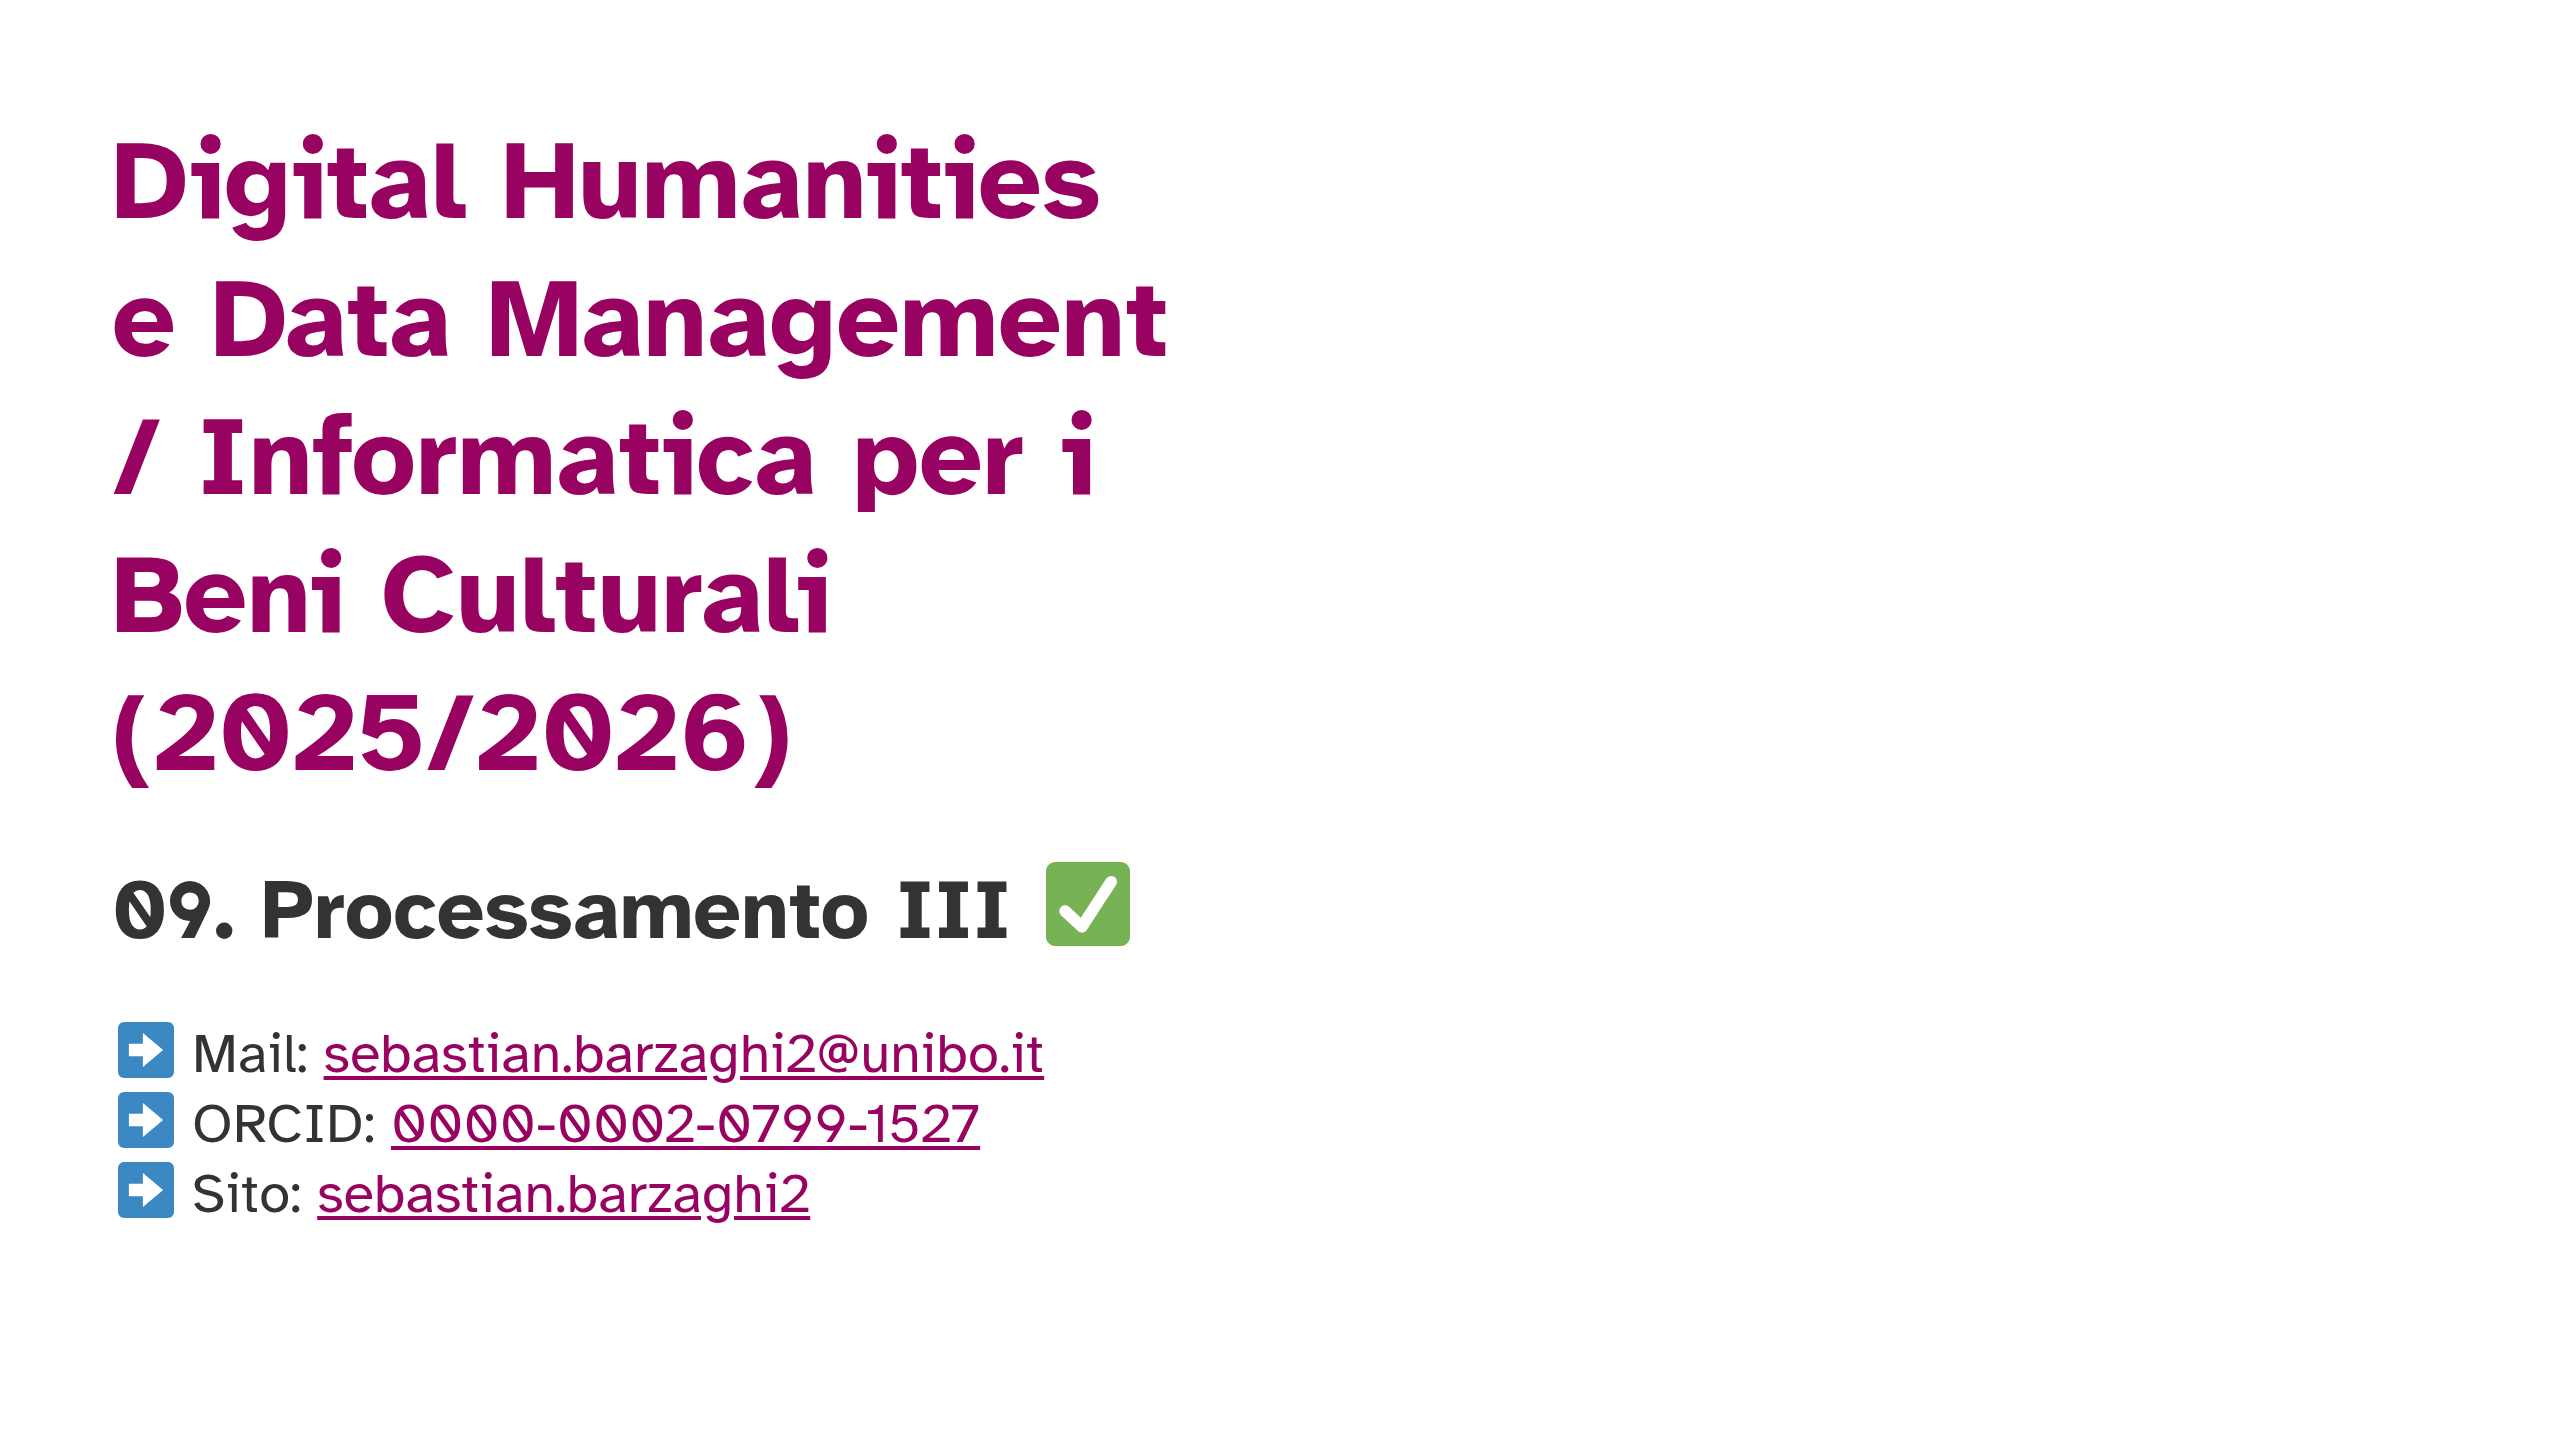 Digital Humanities
e Data Management
/ Informatica per i
Beni Culturali
(2025/2026)
09. Processamento III ✅
➡️ Mail: sebastian.barzaghi2@unibo.it
➡️ ORCID: 0000-0002-0799-1527
➡️ Sito: sebastian.barzaghi2